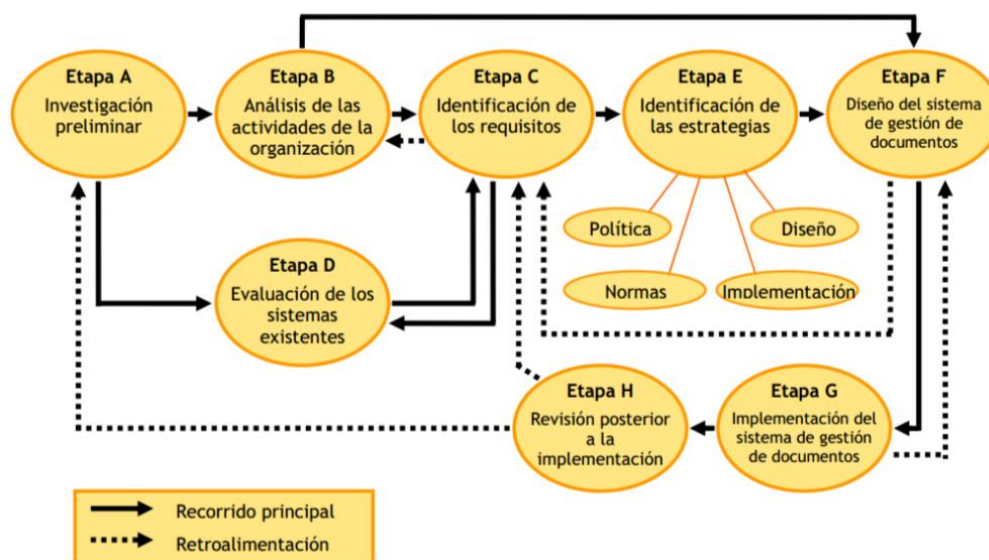 Etapa A
Investigación
preliminar
Etapa B
Análisis de las
actividades de la
organización
Etapa C
Identificación de
los requisitos
Etapa E
Identificación de
las estrategias
Etapa F
Diseño del sistema
de gestión de
documentos
Política
Diseño
Normas
Implementación
Etapa D
Evaluación de los
sistemas
existentes
Etapa H
Revisión posterior
a la
implementación
Etapa G
Implementación del
sistema de gestión
de documentos
Recorrido principal
Retroalimentación